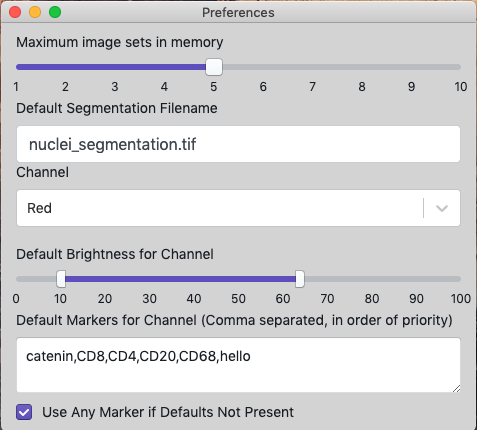 Preferences
Maximum image sets in memory
1 2 3 4 5 6 7 8 9 10
Default Segmentation Filename
nuclei_segmentation.tif
Channel
Red
Default Brightness for Channel
0 10 20 30 40 50 60 70 80 90 100
Default Markers for Channel (Comma separated, in order of priority)
catenin,CD8,CD4,CD20,CD68,hello
Use Any Marker if Defaults Not Present